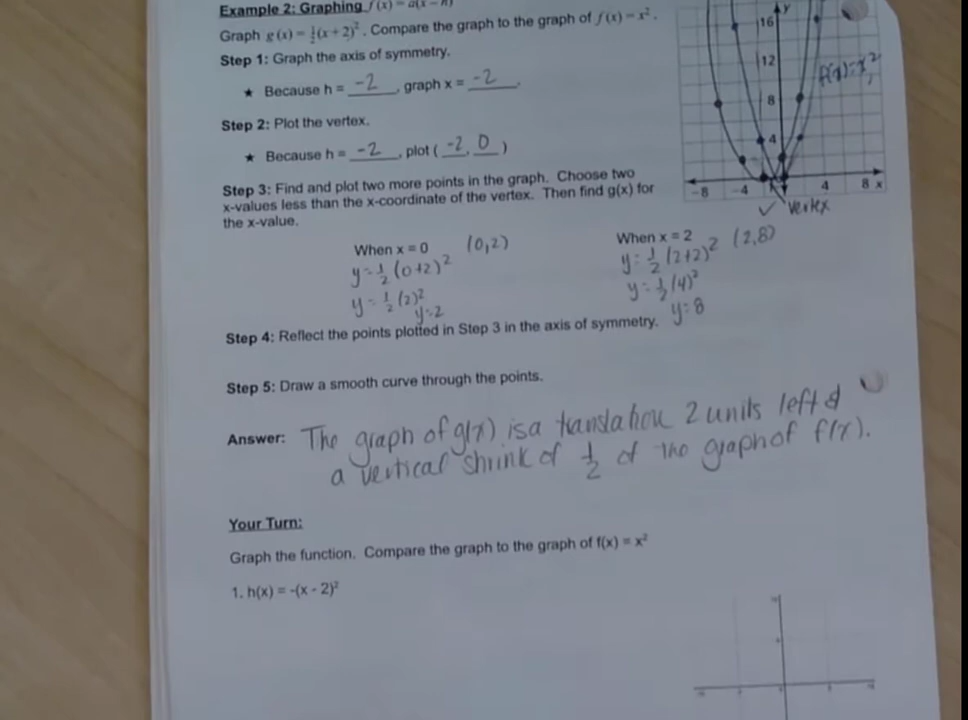 Example 2: Graphing f(x) = a(x - h)
Graph g(x) = ½(x + 2)². Compare the graph to the graph of f(x) = x².
Step 1: Graph the axis of symmetry.
★ Because h = -2, graph x = -2.
Step 2: Plot the vertex.
★ Because h = -2, plot (-2, 0)
Step 3: Find and plot two more points in the graph. Choose two
x-values less than the x-coordinate of the vertex. Then find g(x) for
the x-value.
When x = 0 (0,2)
y = ½ (0+2)²
y = ½ (2)²
y=2
When x = 2 (2,8)
y = ½ (2+2)²
y = ½ (4)²
y = 8
Step 4: Reflect the points plotted in Step 3 in the axis of symmetry.
Step 5: Draw a smooth curve through the points.
Answer: The graph of g(x) is a translation 2 units left &
a vertical shrink of ½ of the graph of f(x).
Your Turn:
Graph the function. Compare the graph to the graph of f(x) = x²
1. h(x) = -(x - 2)²
y
16
12
8
4
-8 -4 4 8 x
f(x)=x²
vertex